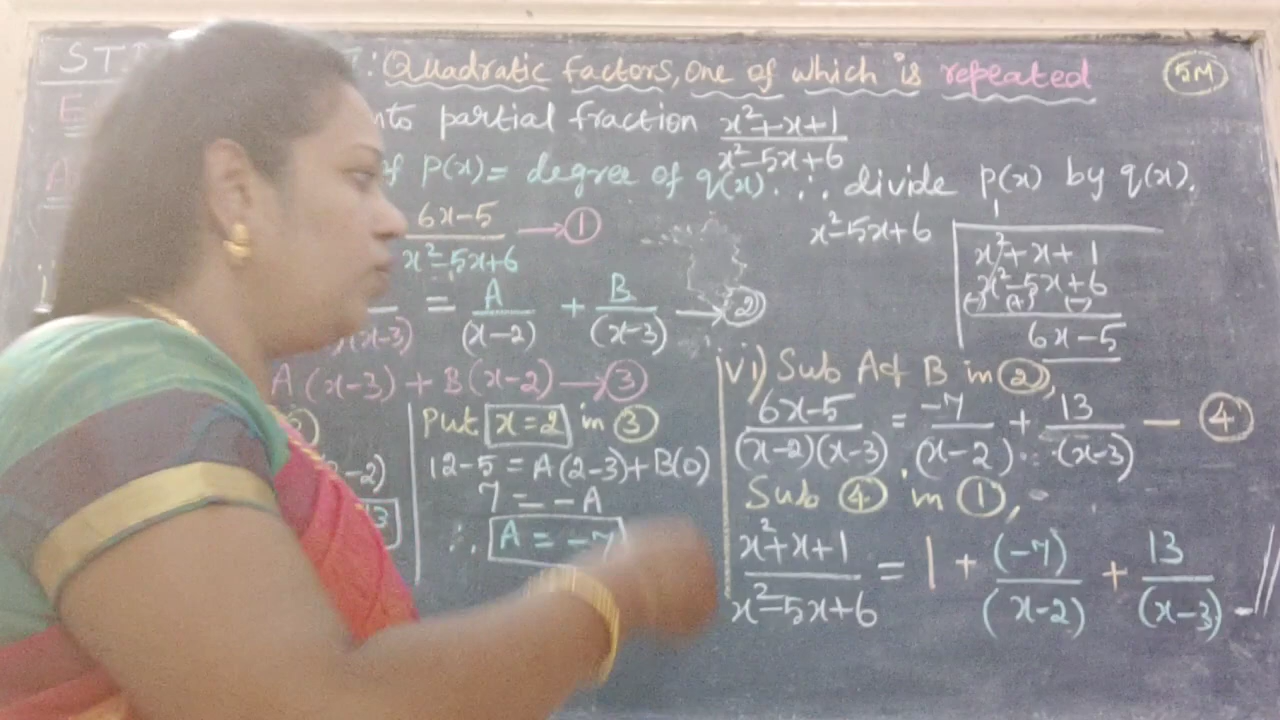 Quadratic factors, one of which is repeated 5M
partial fraction x²+x+1 / x²-5x+6
of p(x) = degree of q(x). ∴ divide p(x) by q(x).
6x-5 / x²-5x+6 → ①
x²-5x+6
1
x²+x+1
x²-5x+6
(-) (+) (-)
6x-5
= A/(x-2) + B/(x-3) → ②
A(x-3) + B(x-2) → ③
Put x=2 in ③
12-5 = A(2-3)+B(0)
7 = -A
∴ A = -7
vi) Sub A & B in ②,
6x-5 / (x-2)(x-3) = -7/(x-2) + 13/(x-3) - ④
Sub ④ in ①,
x²+x+1 / x²-5x+6 = 1 + (-7)/(x-2) + 13/(x-3) //